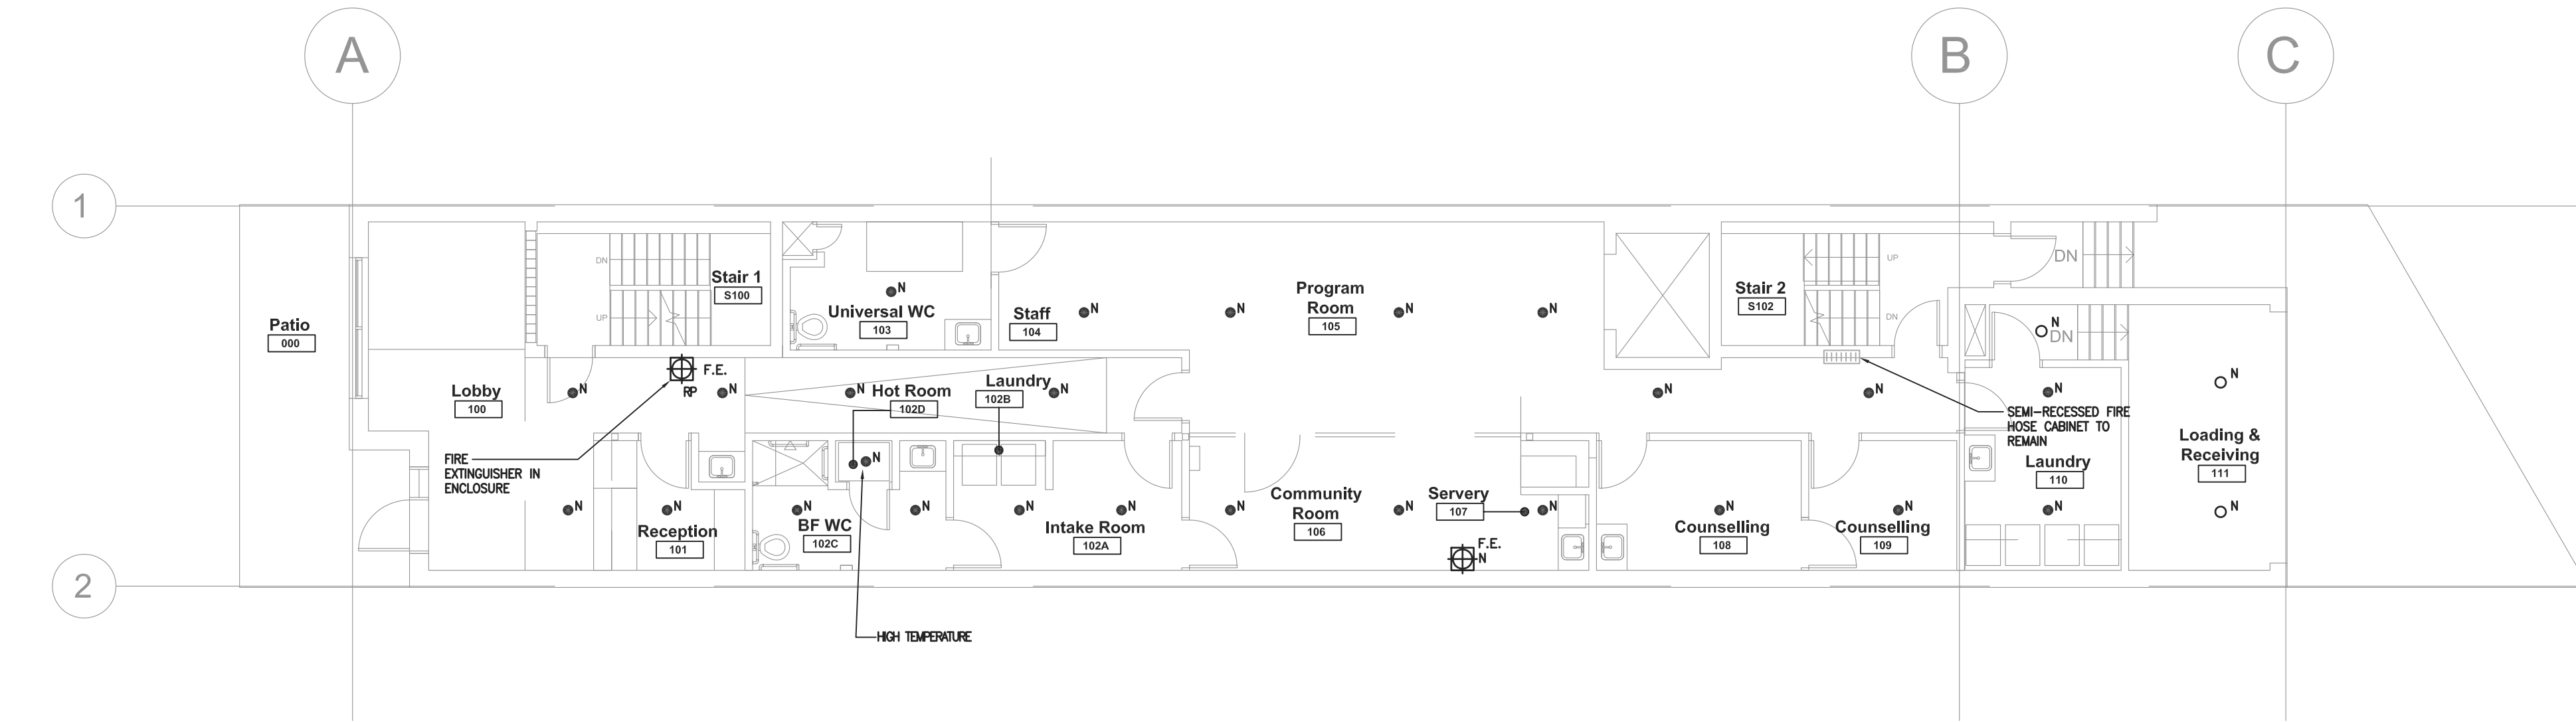 A
B
C
1
DN
UP
Stair 1
S100
N
Universal WC
103
Staff
104
N
N
Program
Room
105
N
N
Stair 2
S102
UP
DN
DN
N
DN
Patio
000
Lobby
100
N
F.E.
RP
N
N
Hot Room
102D
Laundry
102B
N
N
N
N
SEMI-RECESSED FIRE
HOSE CABINET TO
REMAIN
N
FIRE
EXTINGUISHER IN
ENCLOSURE
N
N
Reception
101
N
N
BF WC
102C
N
N
Intake Room
102A
N
N
Community
Room
106
N
Servery
107
N
F.E.
N
N
Counselling
108
N
Counselling
109
Laundry
110
N
Loading &
Receiving
111
N
2
HIGH TEMPERATURE